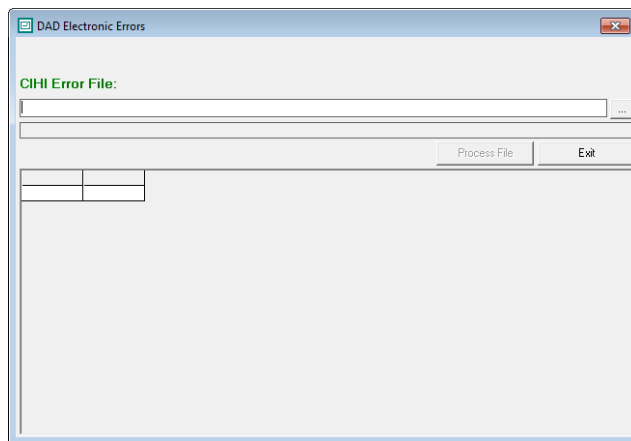 DAD Electronic Errors
CIHI Error File:
...
Process File
Exit